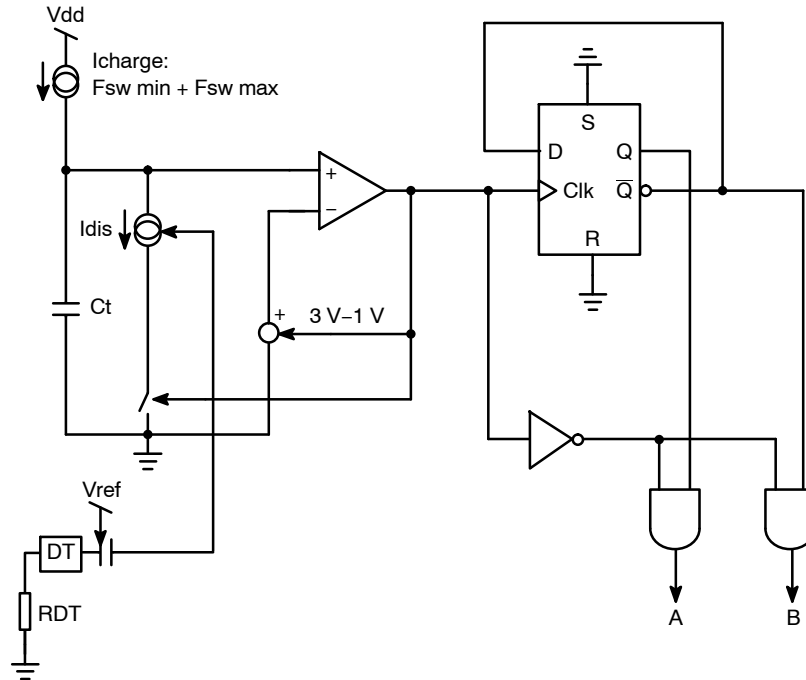 Vdd
Icharge:
Fsw min + Fsw max
S
D
Q
+
Clk
Q
−
Idis
R
Ct
+
3 V−1 V
Vref
DT
RDT
A
B